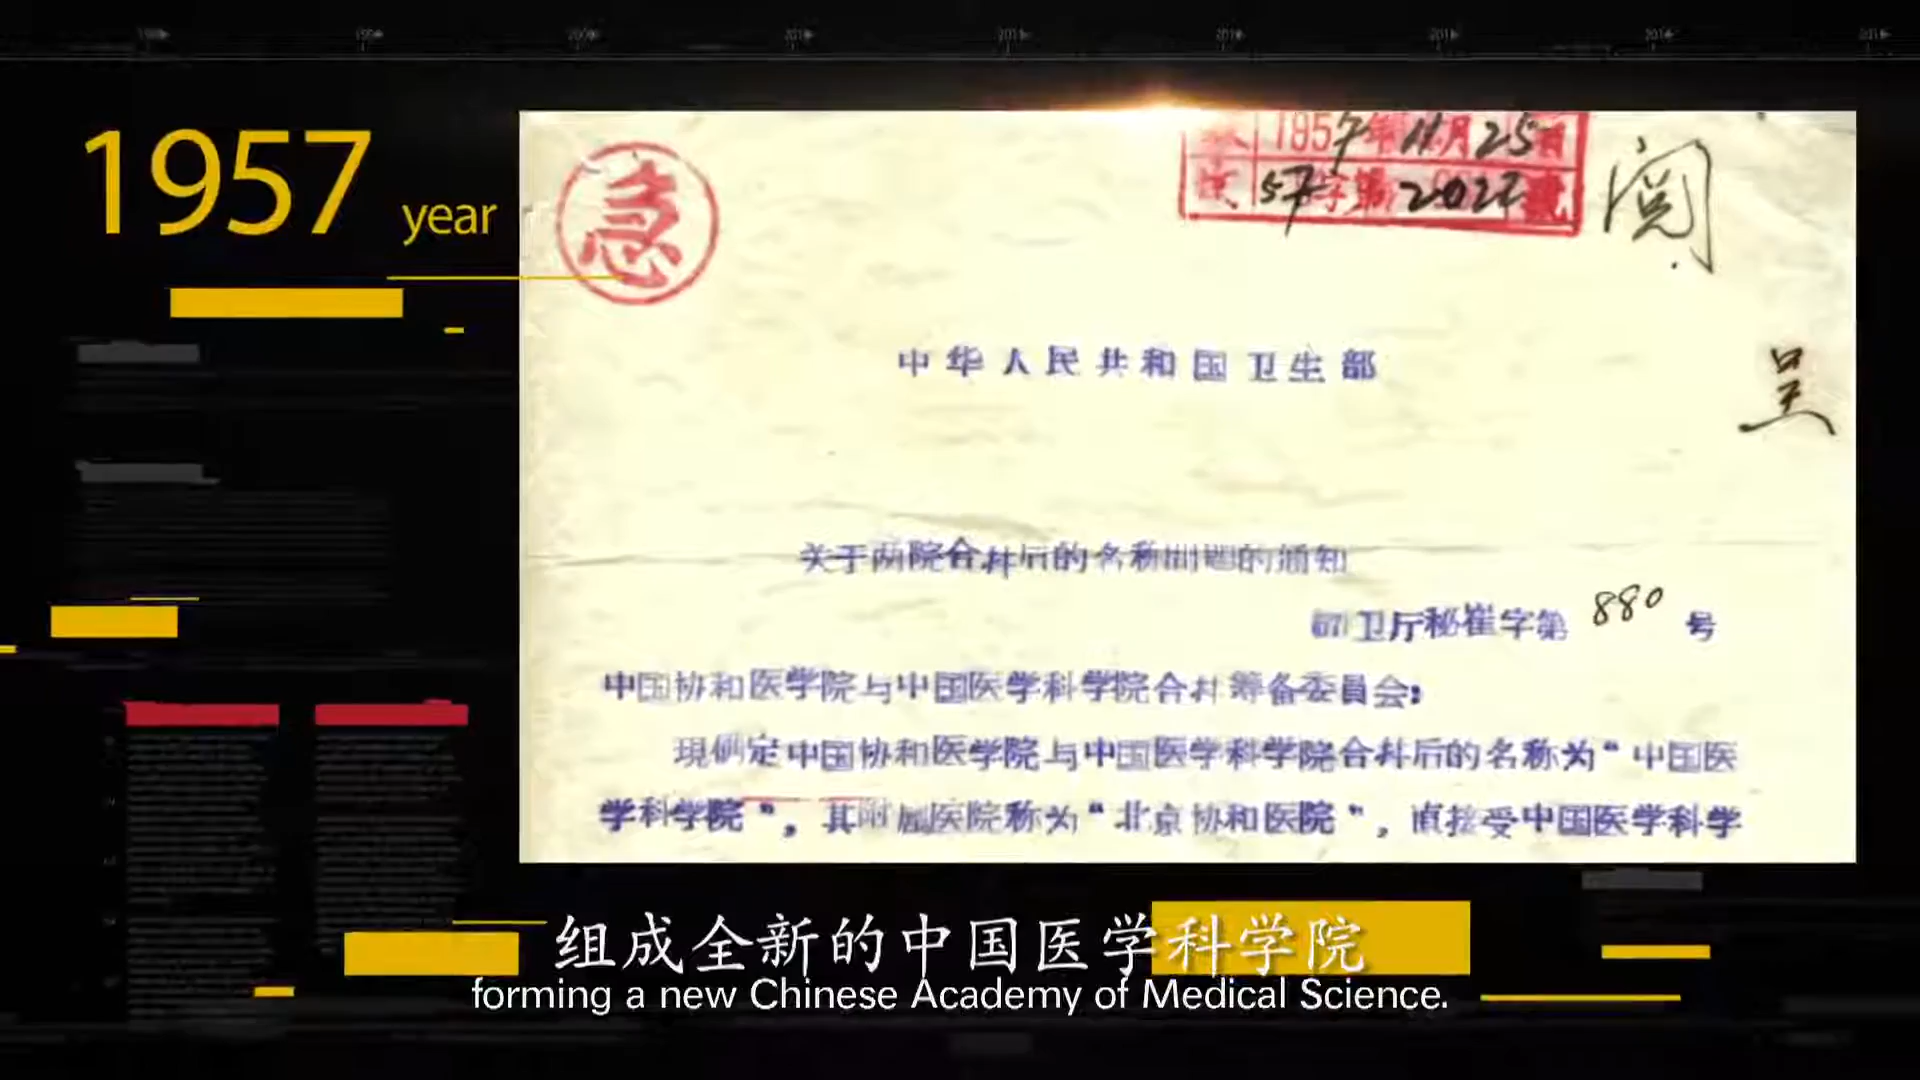 1957 year
急
1957年11月25日
57字第2027号
阅
中华人民共和国卫生部
呈
关于两院合并后的名称问题的通知
(57)卫厅秘崔字第 880 号
中国协和医学院与中国医学科学院合并筹备委員会:
現确定中国协和医学院与中国医学科学院合并后的名称为“中国医
学科学院”,其附属医院称为“北京协和医院”,直接受中国医学科学
组成全新的中国医学科学院
forming a new Chinese Academy of Medical Science.